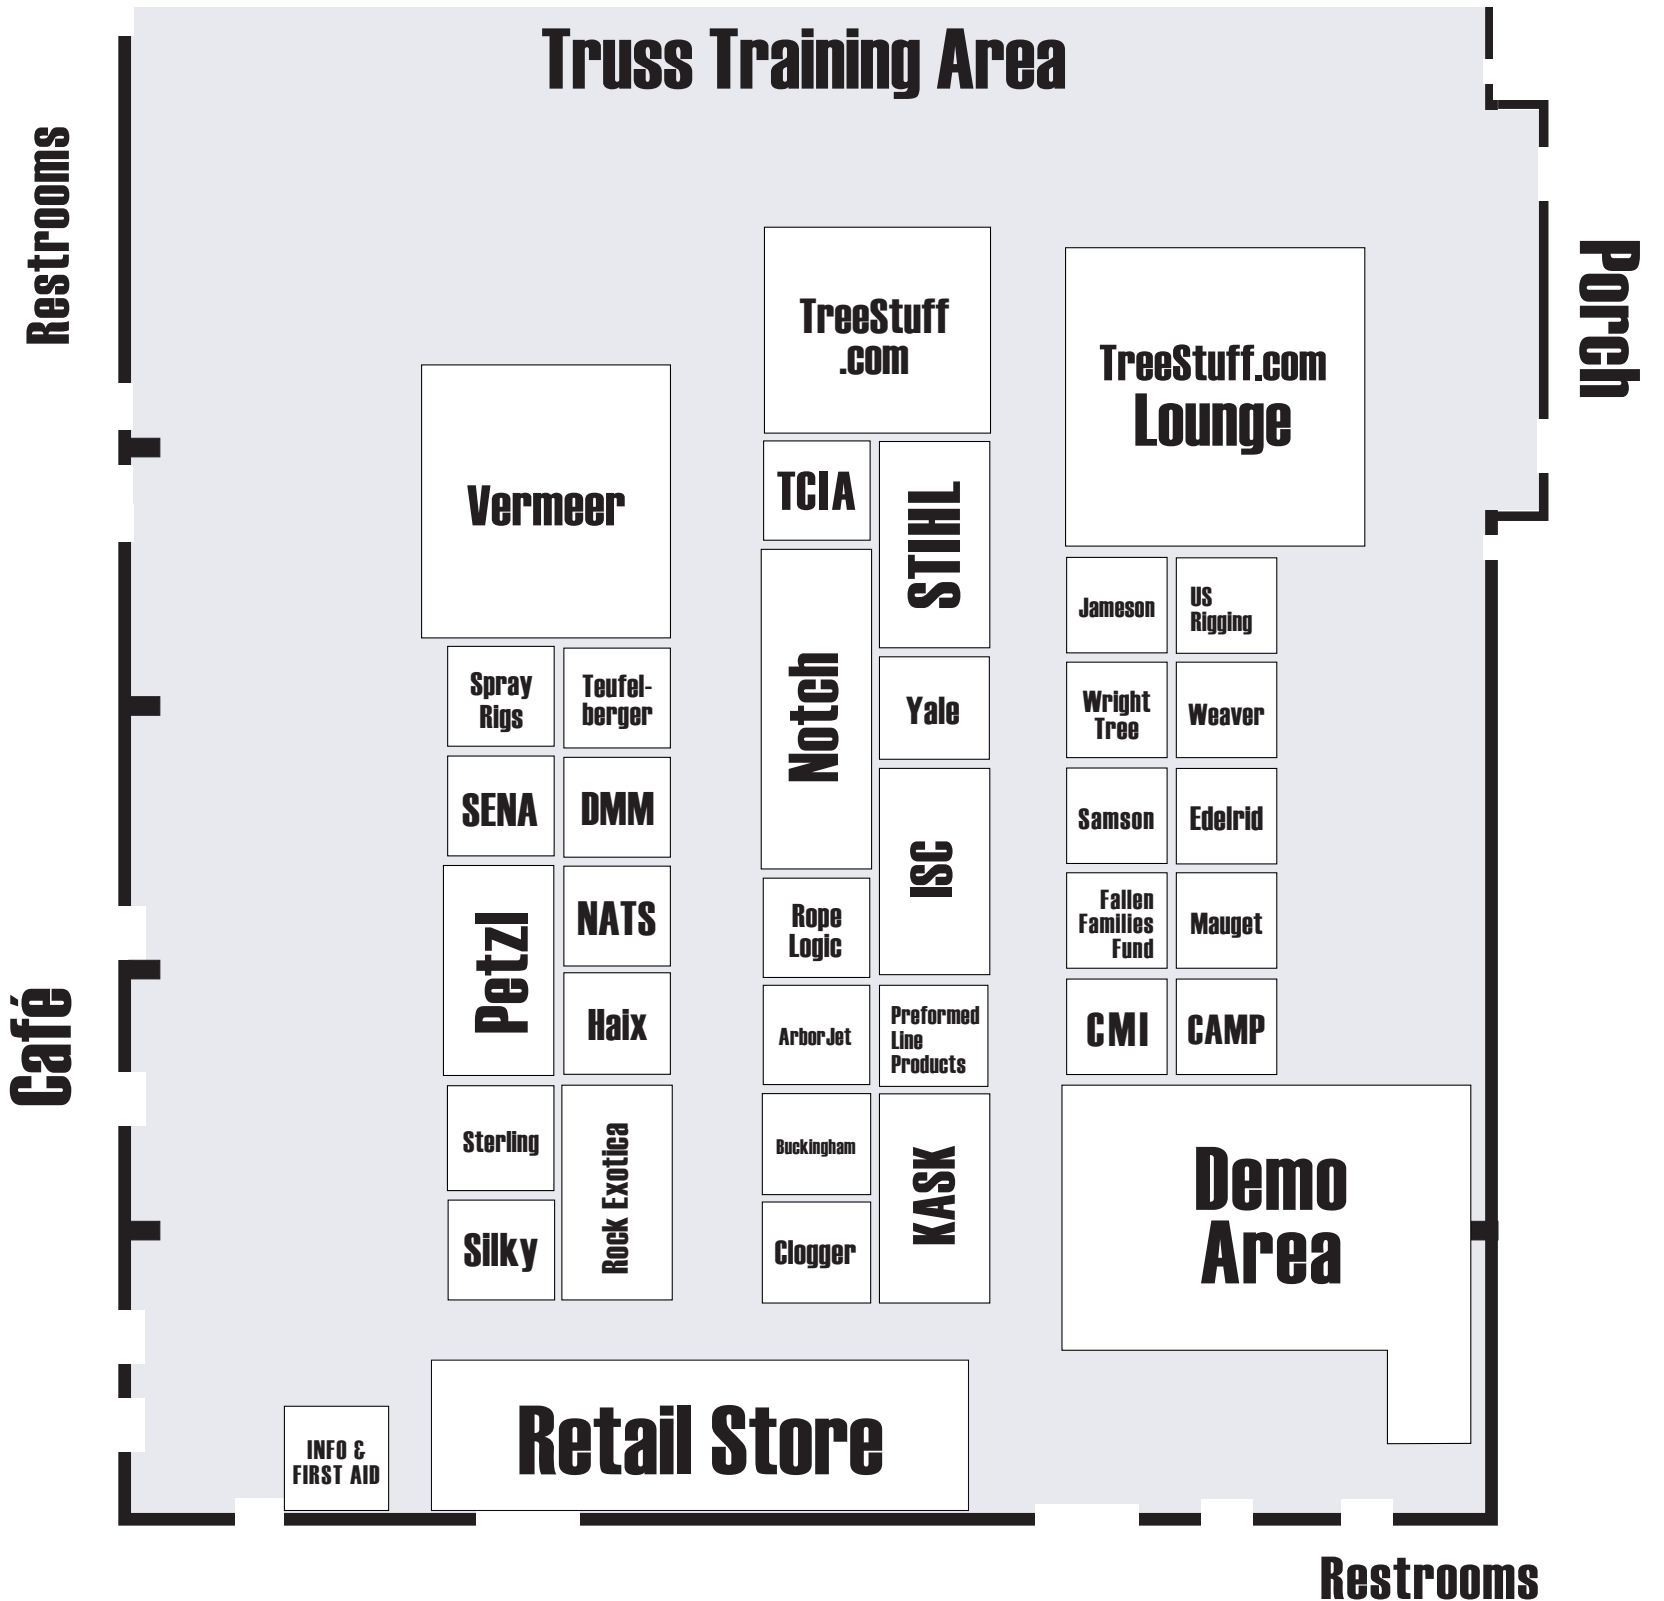 Truss Training Area
Restrooms
Porch
TreeStuff
.com
TreeStuff.com
Lounge
Vermeer
TCIA
STIHL
Notch
Jameson
US
Rigging
Spray
Rigs
Teufel-
berger
Yale
Wright
Tree
Weaver
SENA
DMM
ISC
Samson
Edelrid
Petzl
NATS
Rope
Logic
Fallen
Families
Fund
Mauget
Café
Haix
ArborJet
Preformed
Line
Products
CMI
CAMP
Sterling
Rock Exotica
Buckingham
KASK
Demo
Area
Silky
Clogger
Retail Store
INFO &
FIRST AID
Restrooms